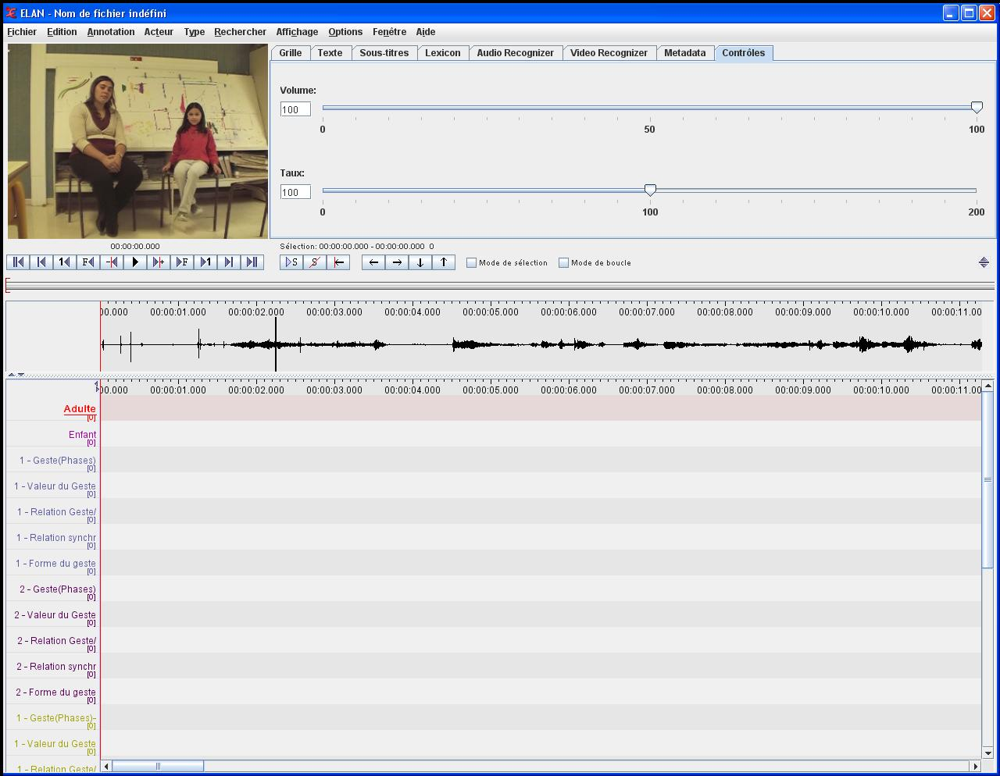 ELAN - Nom de fichier indéfini
Fichier Edition Annotation Acteur Type Rechercher Affichage Options Fenêtre Aide
Grille Texte Sous-titres Lexicon Audio Recognizer Video Recognizer Metadata Contrôles
Volume:
100
0 50 100
Taux:
100
0 100 200
00:00:00.000
Sélection: 00:00:00.000 - 00:00:00.000 0
1 F F 1 S S Mode de sélection Mode de boucle
00.000 00:00:01.000 00:00:02.000 00:00:03.000 00:00:04.000 00:00:05.000 00:00:06.000 00:00:07.000 00:00:08.000 00:00:09.000 00:00:10.000 00:00:11.00
00.000 00:00:01.000 00:00:02.000 00:00:03.000 00:00:04.000 00:00:05.000 00:00:06.000 00:00:07.000 00:00:08.000 00:00:09.000 00:00:10.000 00:00:11.00
Adulte
[0]
Enfant
[0]
1 - Geste(Phases)
[0]
1 - Valeur du Geste
[0]
1 - Relation Geste/
[0]
1 - Relation synchr
[0]
1 - Forme du geste
[0]
2 - Geste(Phases)
[0]
2 - Valeur du Geste
[0]
2 - Relation Geste/
[0]
2 - Relation synchr
[0]
2 - Forme du geste
[0]
1 - Geste(Phases)-
[0]
1 - Valeur du Geste
[0]
1 - Relation Geste/